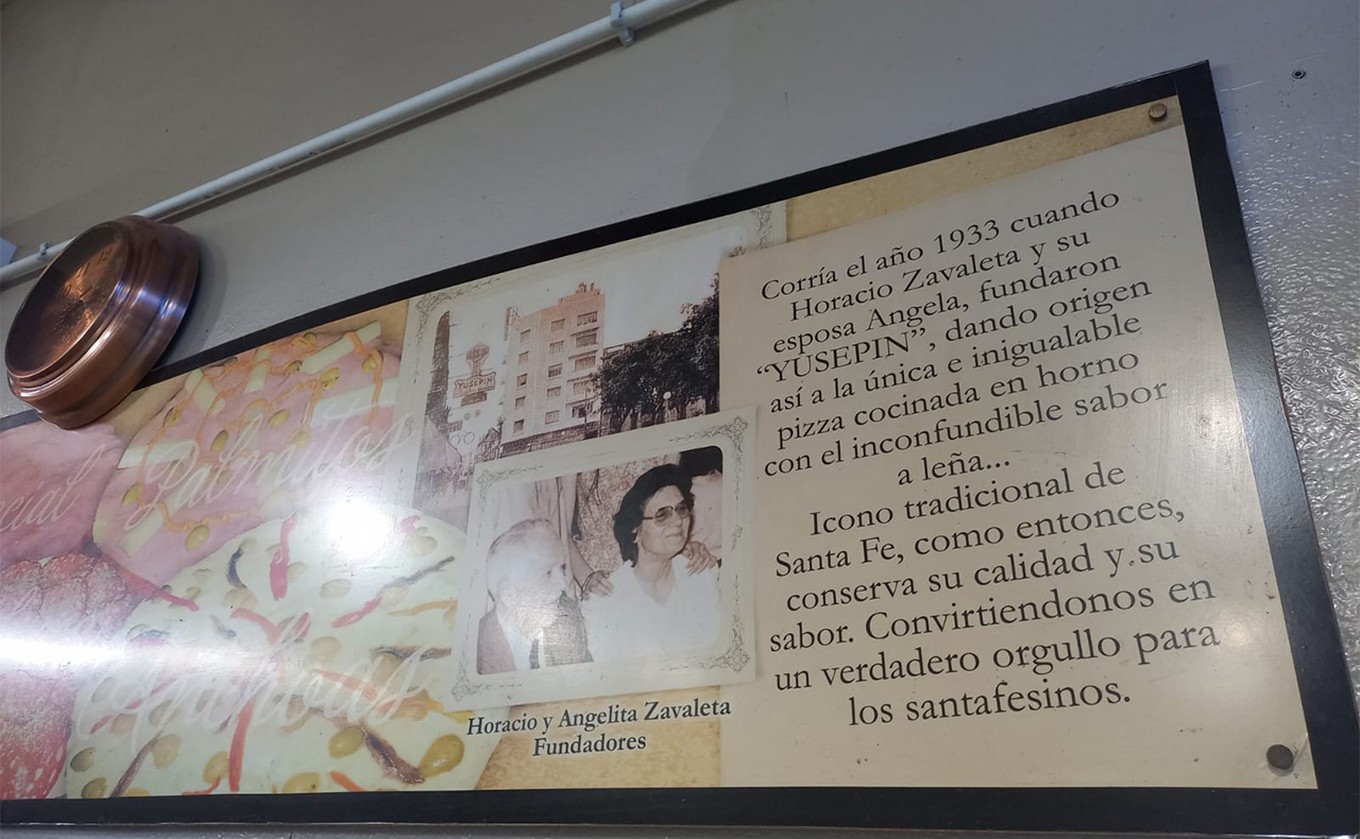 Corría el año 1933 cuando
Horacio Zavaleta y su
esposa Angela, fundaron
“YUSEPIN”, dando origen
así a la única e inigualable
pizza cocinada en horno
con el inconfundible sabor
a leña...
Icono tradicional de
Santa Fe, como entonces,
conserva su calidad y su
sabor. Convirtiendonos en
un verdadero orgullo para
los santafesinos.
YUSEPIN
Horacio y Angelita Zavaleta
Fundadores
Palmitos